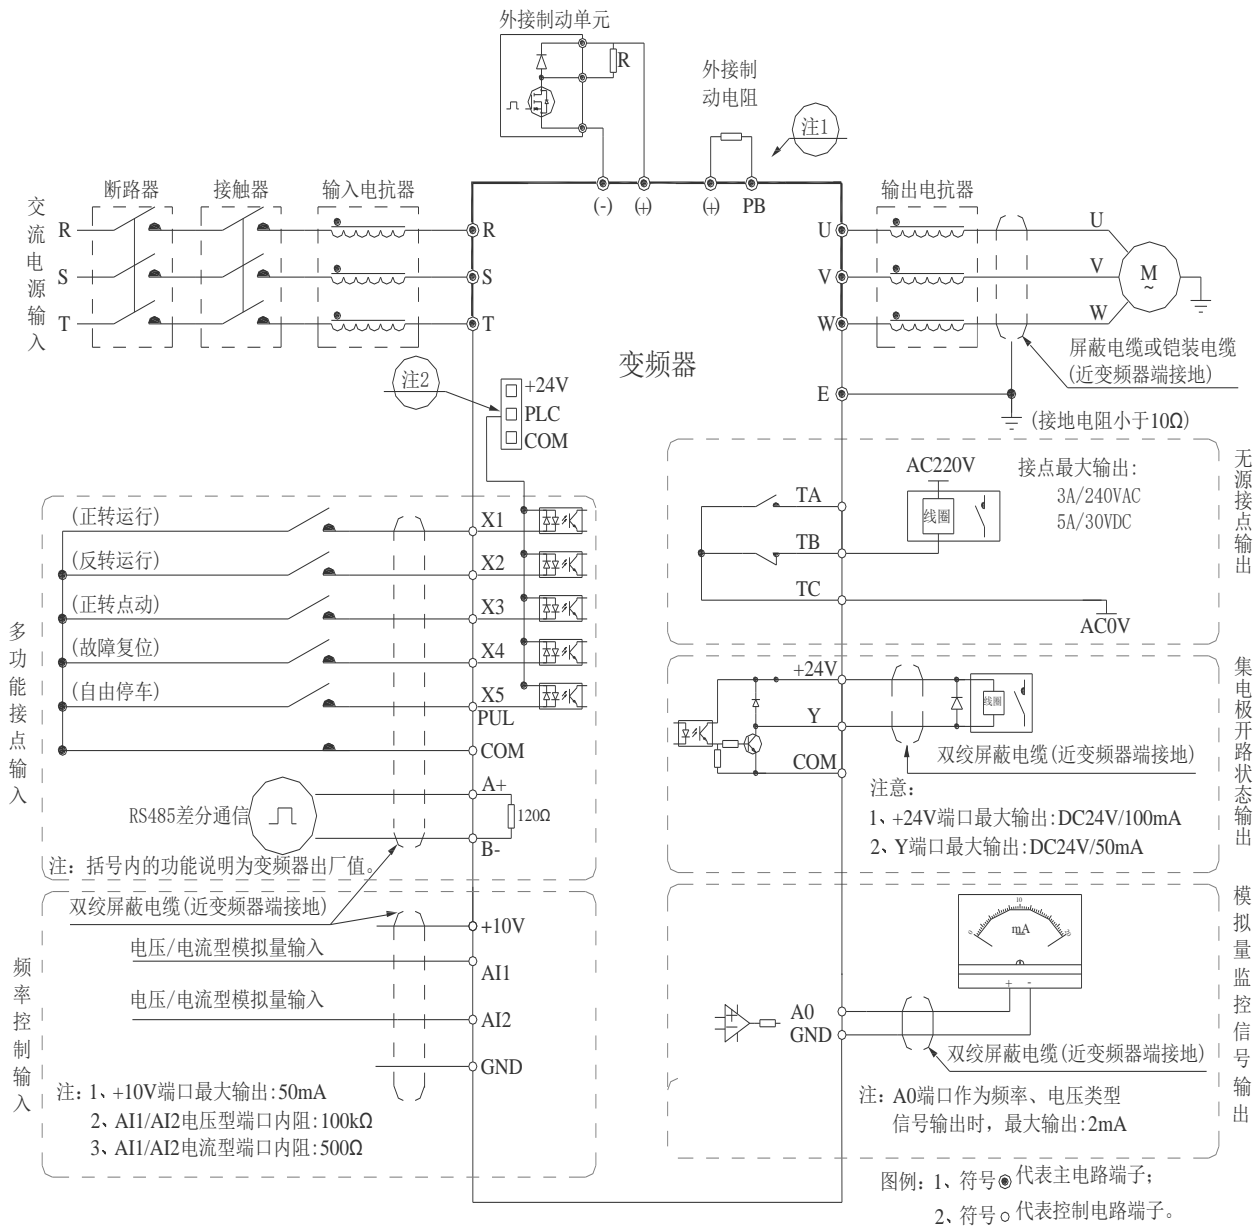 外接制动单元
R
外接制
动电阻
注1
断路器
接触器
输入电抗器
(-)
(+)
(+)
PB
输出电抗器
交流电源输入
R
S
T
R
S
T
U
V
W
U
V
W
M
~
变频器
屏蔽电缆或铠装电缆
(近变频器端接地)
注2
+24V
PLC
COM
E
(接地电阻小于10Ω)
多功能接点输入
(正转运行)
X1
(反转运行)
X2
(正转点动)
X3
(故障复位)
X4
(自由停车)
X5
PUL
COM
RS485差分通信
A+
120Ω
B-
注：括号内的功能说明为变频器出厂值。
无源接点输出
AC220V
接点最大输出:
3A/240VAC
5A/30VDC
TA
线圈
TB
TC
AC0V
集电极开路状态输出
+24V
线圈
Y
COM
双绞屏蔽电缆(近变频器端接地)
注意:
1、+24V端口最大输出:DC24V/100mA
2、Y端口最大输出:DC24V/50mA
频率控制输入
双绞屏蔽电缆(近变频器端接地)
+10V
电压/电流型模拟量输入
AI1
电压/电流型模拟量输入
AI2
GND
注: 1、+10V端口最大输出:50mA
2、AI1/AI2电压型端口内阻:100kΩ
3、AI1/AI2电流型端口内阻:500Ω
模拟量监控信号输出
0
10
20
mA
+
-
A0
GND
双绞屏蔽电缆(近变频器端接地)
注: A0端口作为频率、电压类型
信号输出时，最大输出:2mA
图例: 1、符号 代表主电路端子;
2、符号 代表控制电路端子。